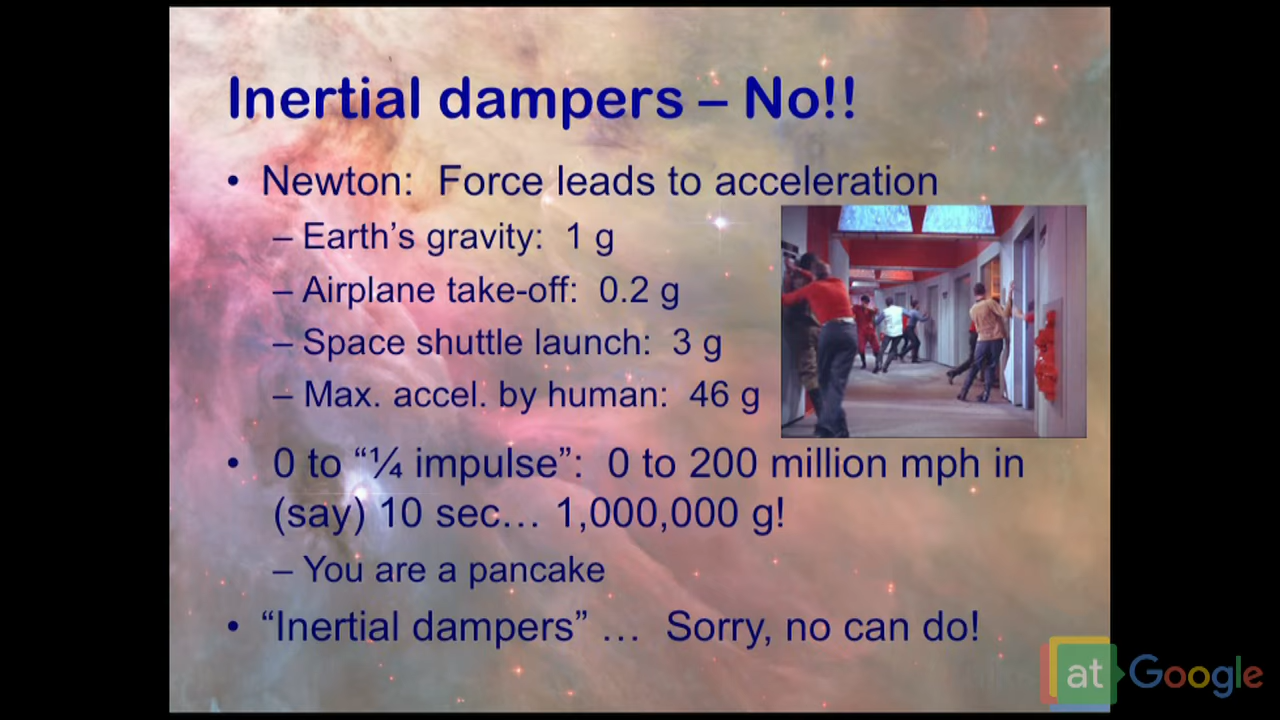 Inertial dampers – No!!
• Newton: Force leads to acceleration
– Earth’s gravity: 1 g
– Airplane take-off: 0.2 g
– Space shuttle launch: 3 g
– Max. accel. by human: 46 g
• 0 to “¼ impulse”: 0 to 200 million mph in
(say) 10 sec… 1,000,000 g!
– You are a pancake
• “Inertial dampers” … Sorry, no can do!
at Google